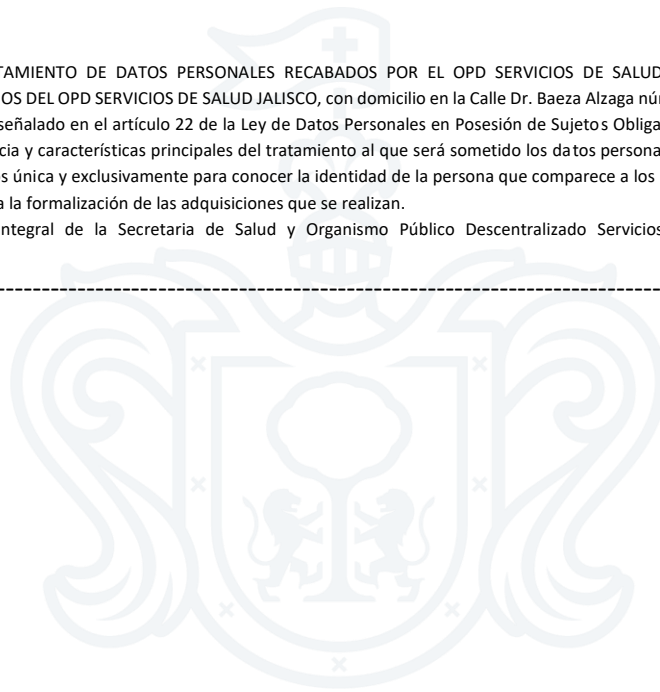 TAMIENTO DE DATOS PERSONALES RECABADOS POR EL OPD SERVICIOS DE SALUD
OS DEL OPD SERVICIOS DE SALUD JALISCO, con domicilio en la Calle Dr. Baeza Alzaga nú
señalado en el artículo 22 de la Ley de Datos Personales en Posesión de Sujetos Obliga
cia y características principales del tratamiento al que será sometido los datos persona
s única y exclusivamente para conocer la identidad de la persona que comparece a los
a la formalización de las adquisiciones que se realizan.
ntegral de la Secretaria de Salud y Organismo Público Descentralizado Servicios